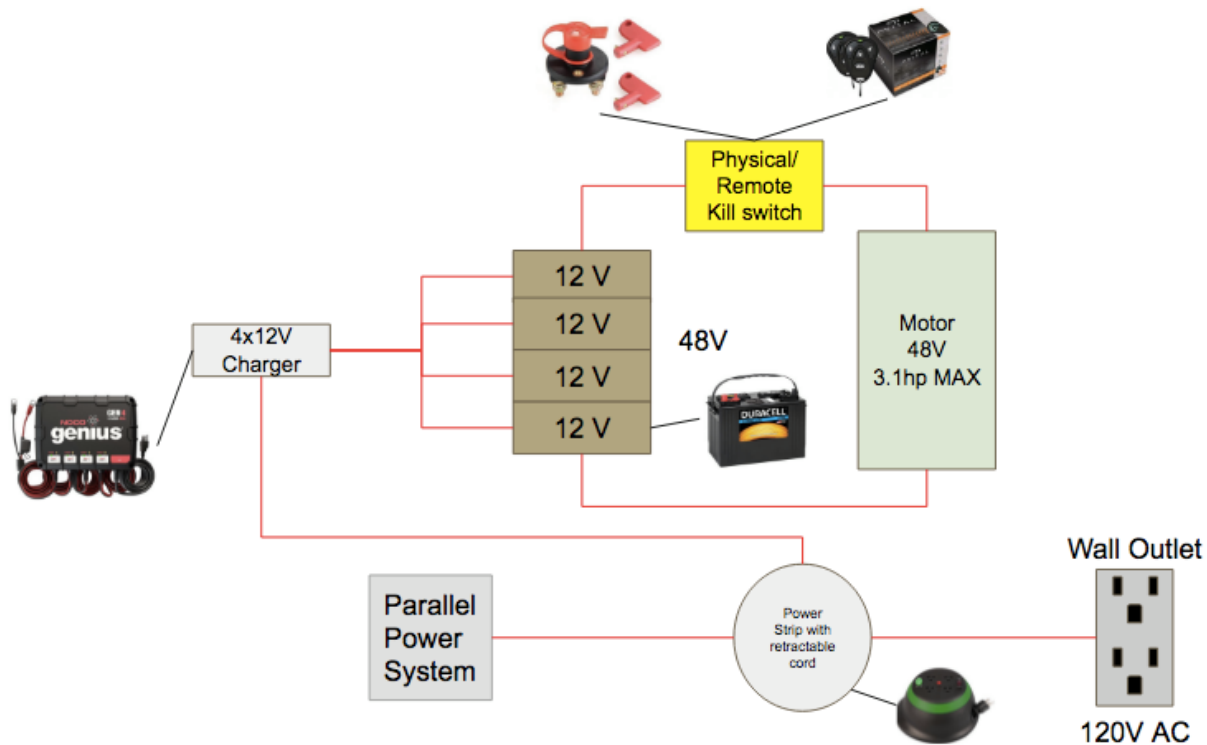 Physical/
Remote
Kill switch
12 V
12 V
12 V
12 V
48V
4x12V
Charger
Motor
48V
3.1hp MAX
NOCO
genius
DURACELL
Parallel
Power
System
Power
Strip with
retractable
cord
Wall Outlet
120V AC